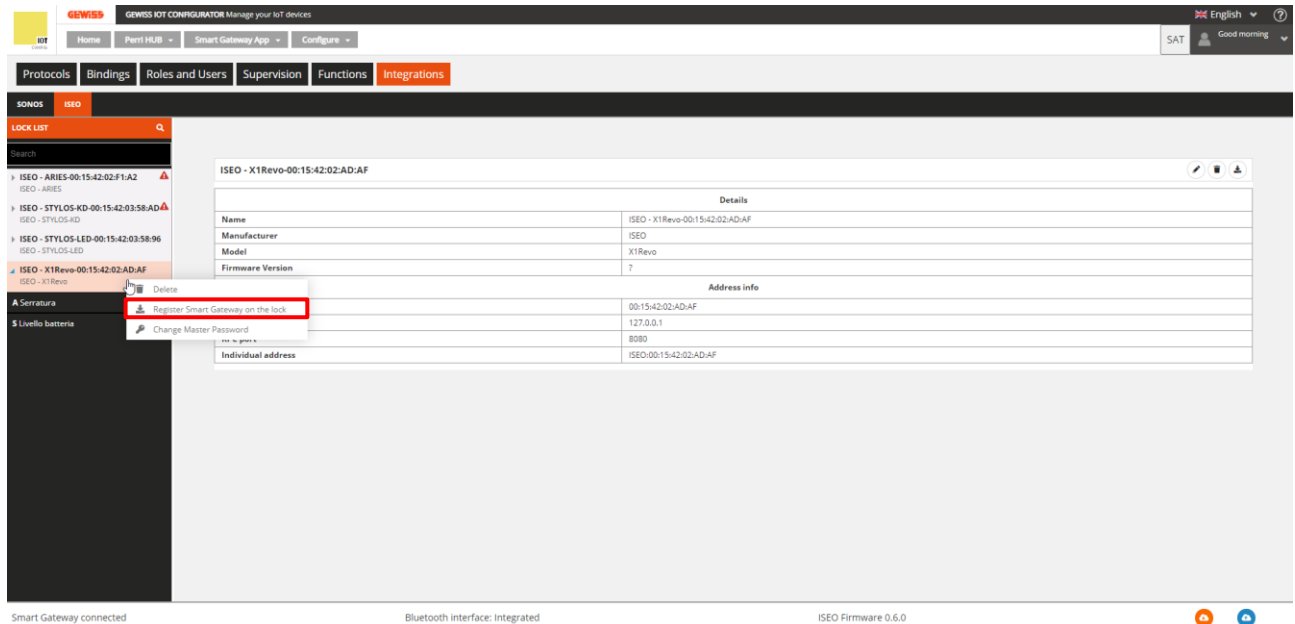 GEWISS GEWISS IOT CONFIGURATOR Manage your IoT devices English ?
IOT Home Perri HUB Smart Gateway App Configure SAT Good morning
Protocols Bindings Roles and Users Supervision Functions Integrations
SONOS ISEO
LOCK LIST
Search
ISEO - ARIES-00:15:42:02:F1:A2
ISEO - ARIES
ISEO - STYLOS-KD-00:15:42:03:58:AD
ISEO - STYLOS-KD
ISEO - STYLOS-LED-00:15:42:03:58:96
ISEO - STYLOS-LED
ISEO - X1Revo-00:15:42:02:AD:AF
ISEO - X1Revo
A Serratura
S Livello batteria
Delete
Register Smart Gateway on the lock
Change Master Password
ISEO - X1Revo-00:15:42:02:AD:AF
Details
Name ISEO - X1Revo-00:15:42:02:AD:AF
Manufacturer ISEO
Model X1Revo
Firmware Version ?
Address info
00:15:42:02:AD:AF
127.0.0.1
port 8080
Individual address ISEO:00:15:42:02:AD:AF
Smart Gateway connected Bluetooth interface: Integrated ISEO Firmware 0.6.0